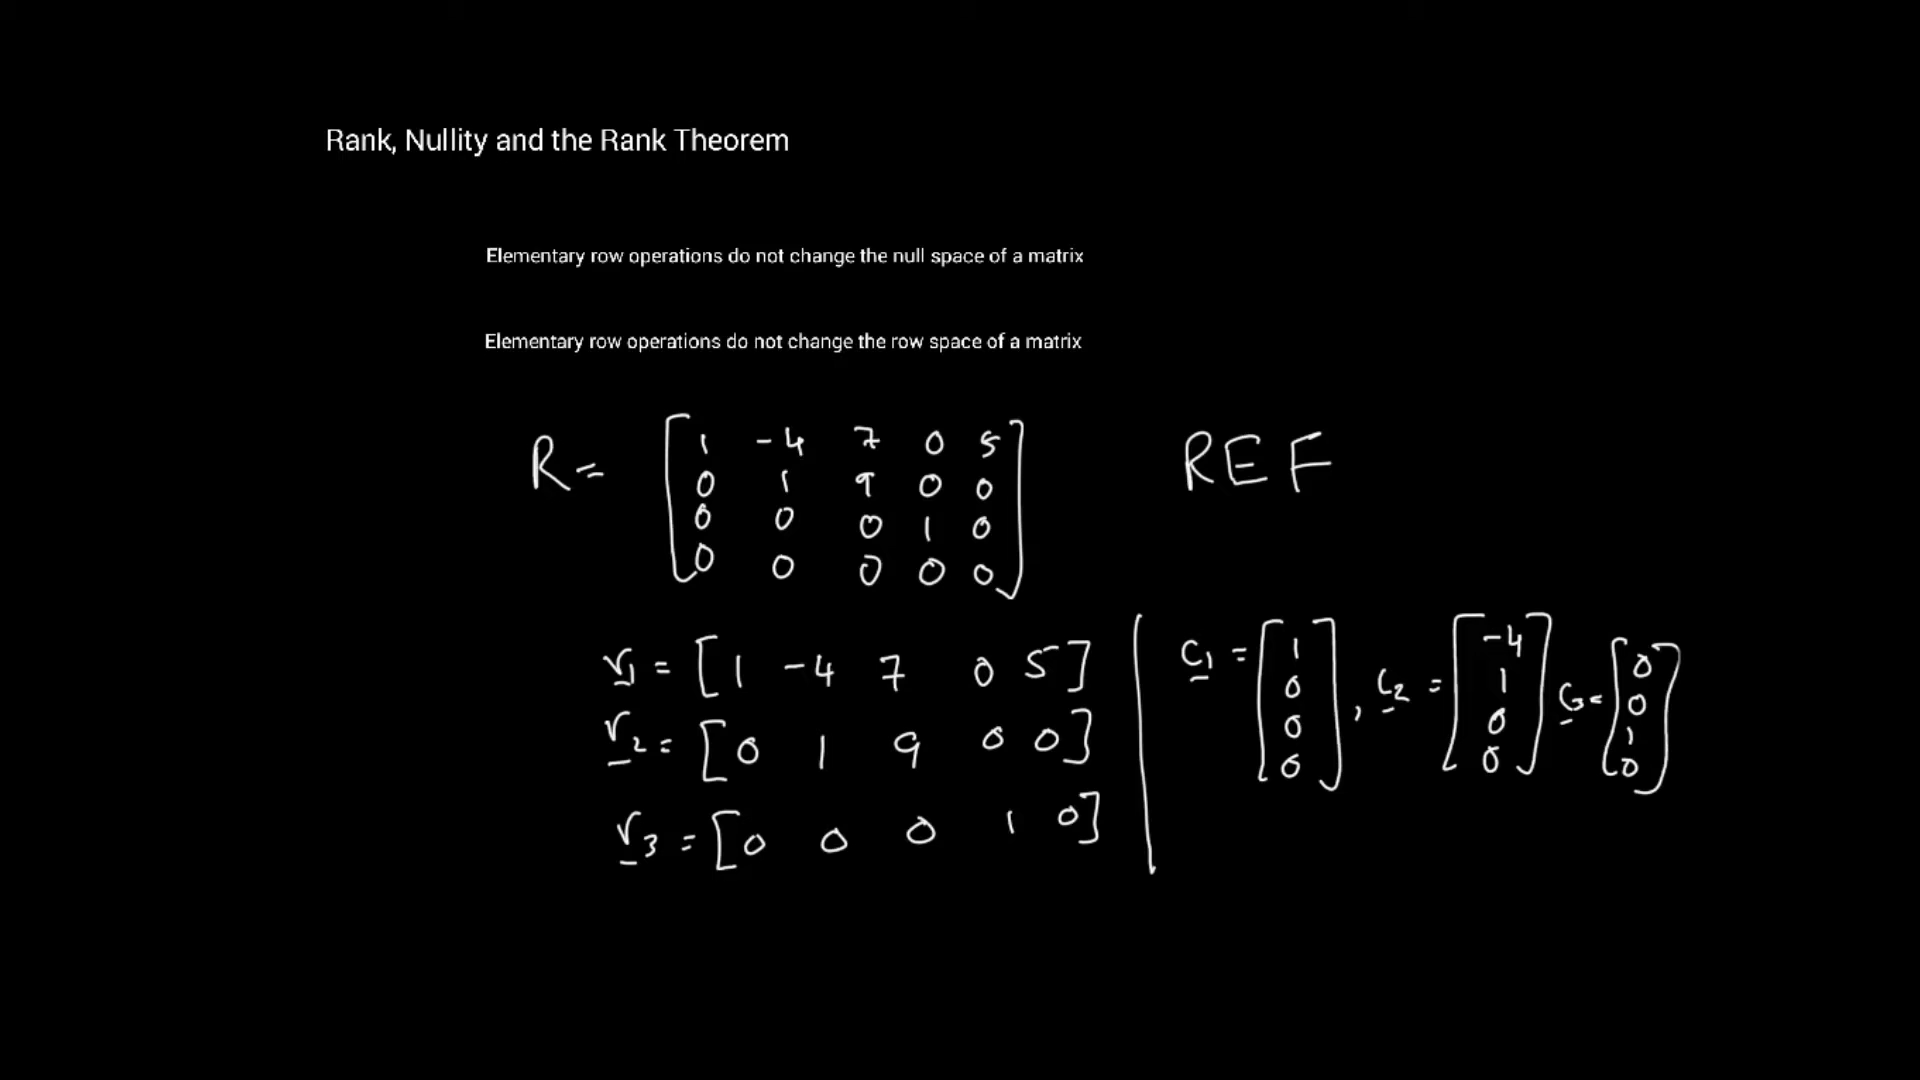 Rank, Nullity and the Rank Theorem
Elementary row operations do not change the null space of a matrix
Elementary row operations do not change the row space of a matrix
R = [1 -4 7 0 5
0 1 9 0 0
0 0 0 1 0
0 0 0 0 0]
REF
r1 = [1 -4 7 0 5]
r2 = [0 1 9 0 0]
r3 = [0 0 0 1 0]
c1 = [1 0 0 0], c2 = [-4 1 0 0] c3 = [0 0 1 0]